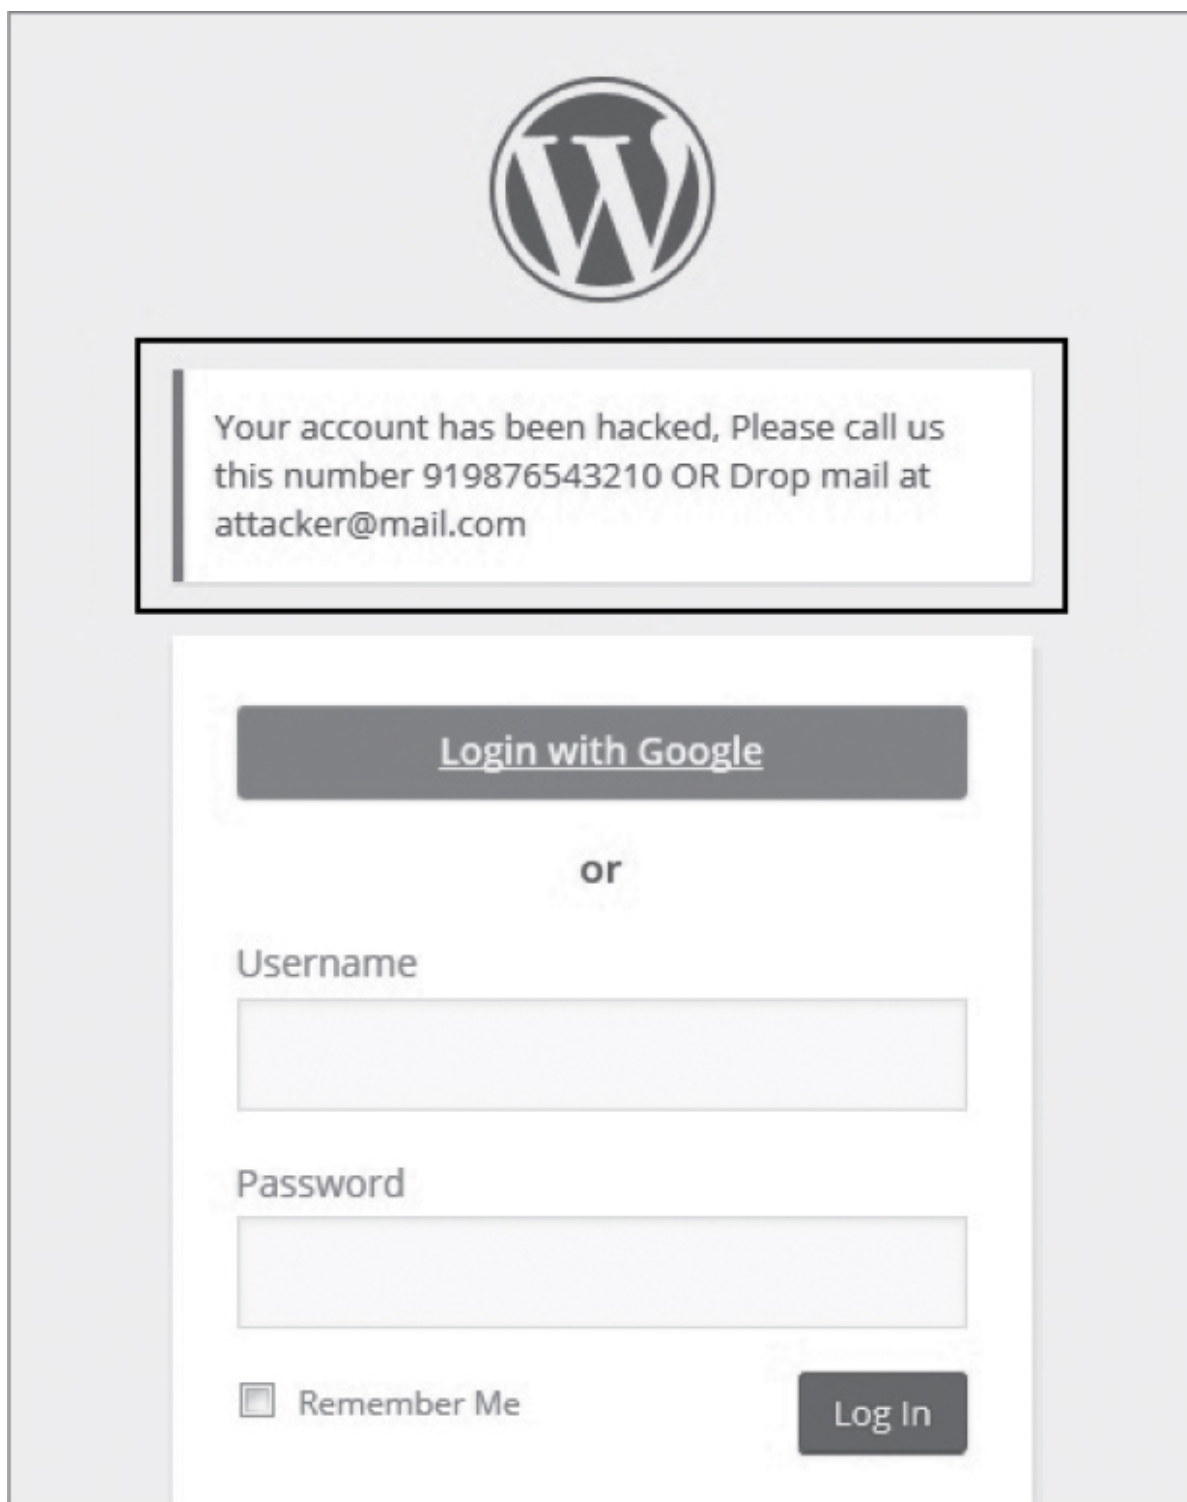 Your account has been hacked, Please call us
this number 919876543210 OR Drop mail at
attacker@mail.com
Login with Google
or
Username
Password
Remember Me
Log In